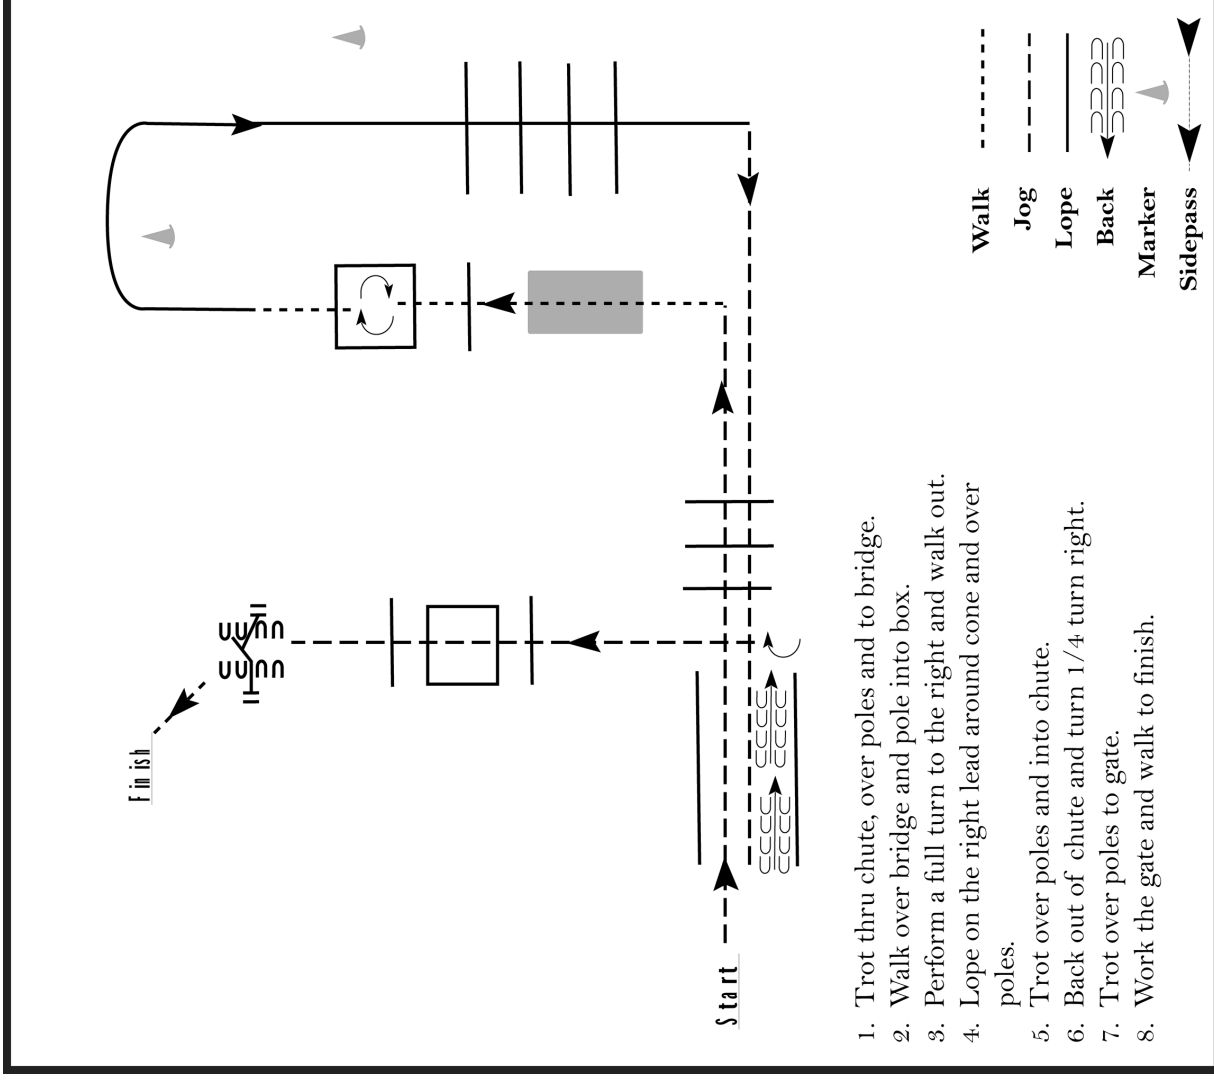 Finish
Start
1. Trot thru chute, over poles and to bridge.
2. Walk over bridge and pole into box.
3. Perform a full turn to the right and walk out.
4. Lope on the right lead around cone and over
poles.
5. Trot over poles and into chute.
6. Back out of chute and turn 1/4 turn right.
7. Trot over poles to gate.
8. Work the gate and walk to finish.
Walk
Jog
Lope
Back
Marker
Sidepass